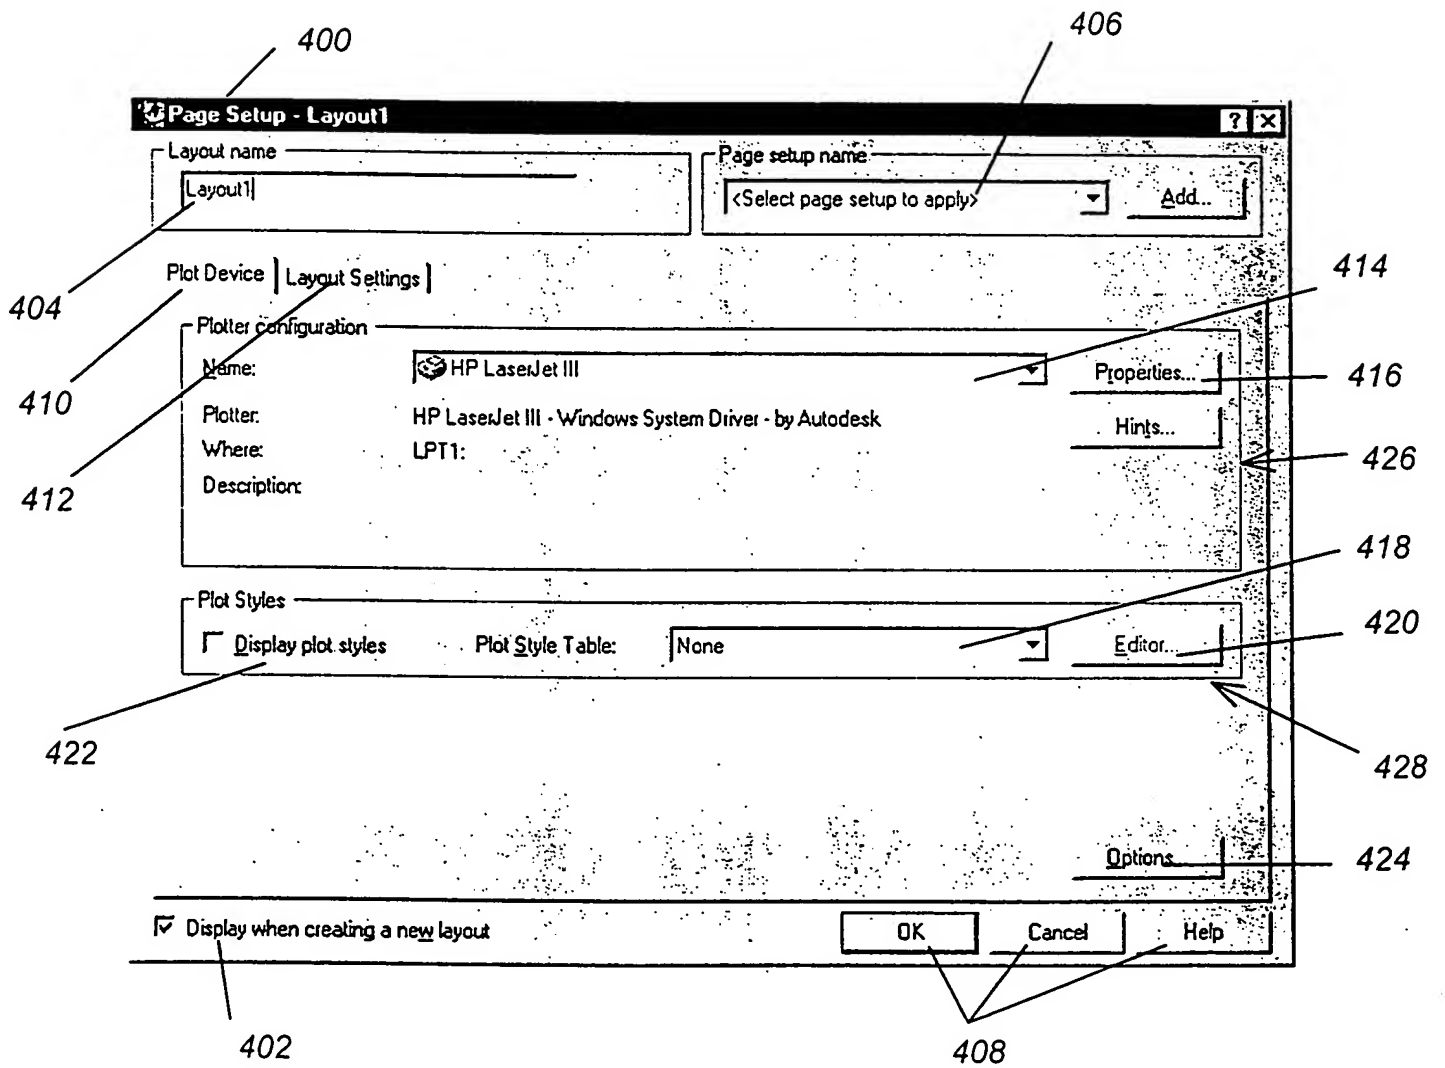 400
406
Page Setup - Layout1
? X
Layout name
Page setup name
Layout1
<Select page setup to apply>
Add...
404
Plot Device
Layout Settings
414
Plotter configuration
410
Name:
HP LaserJet III
Properties...
416
Plotter:
HP LaserJet III - Windows System Driver - by Autodesk
Hints...
Where:
LPT1:
426
412
Description:
418
Plot Styles
Display plot styles
Plot Style Table:
None
Editor...
420
422
428
Options...
424
Display when creating a new layout
OK
Cancel
Help
402
408